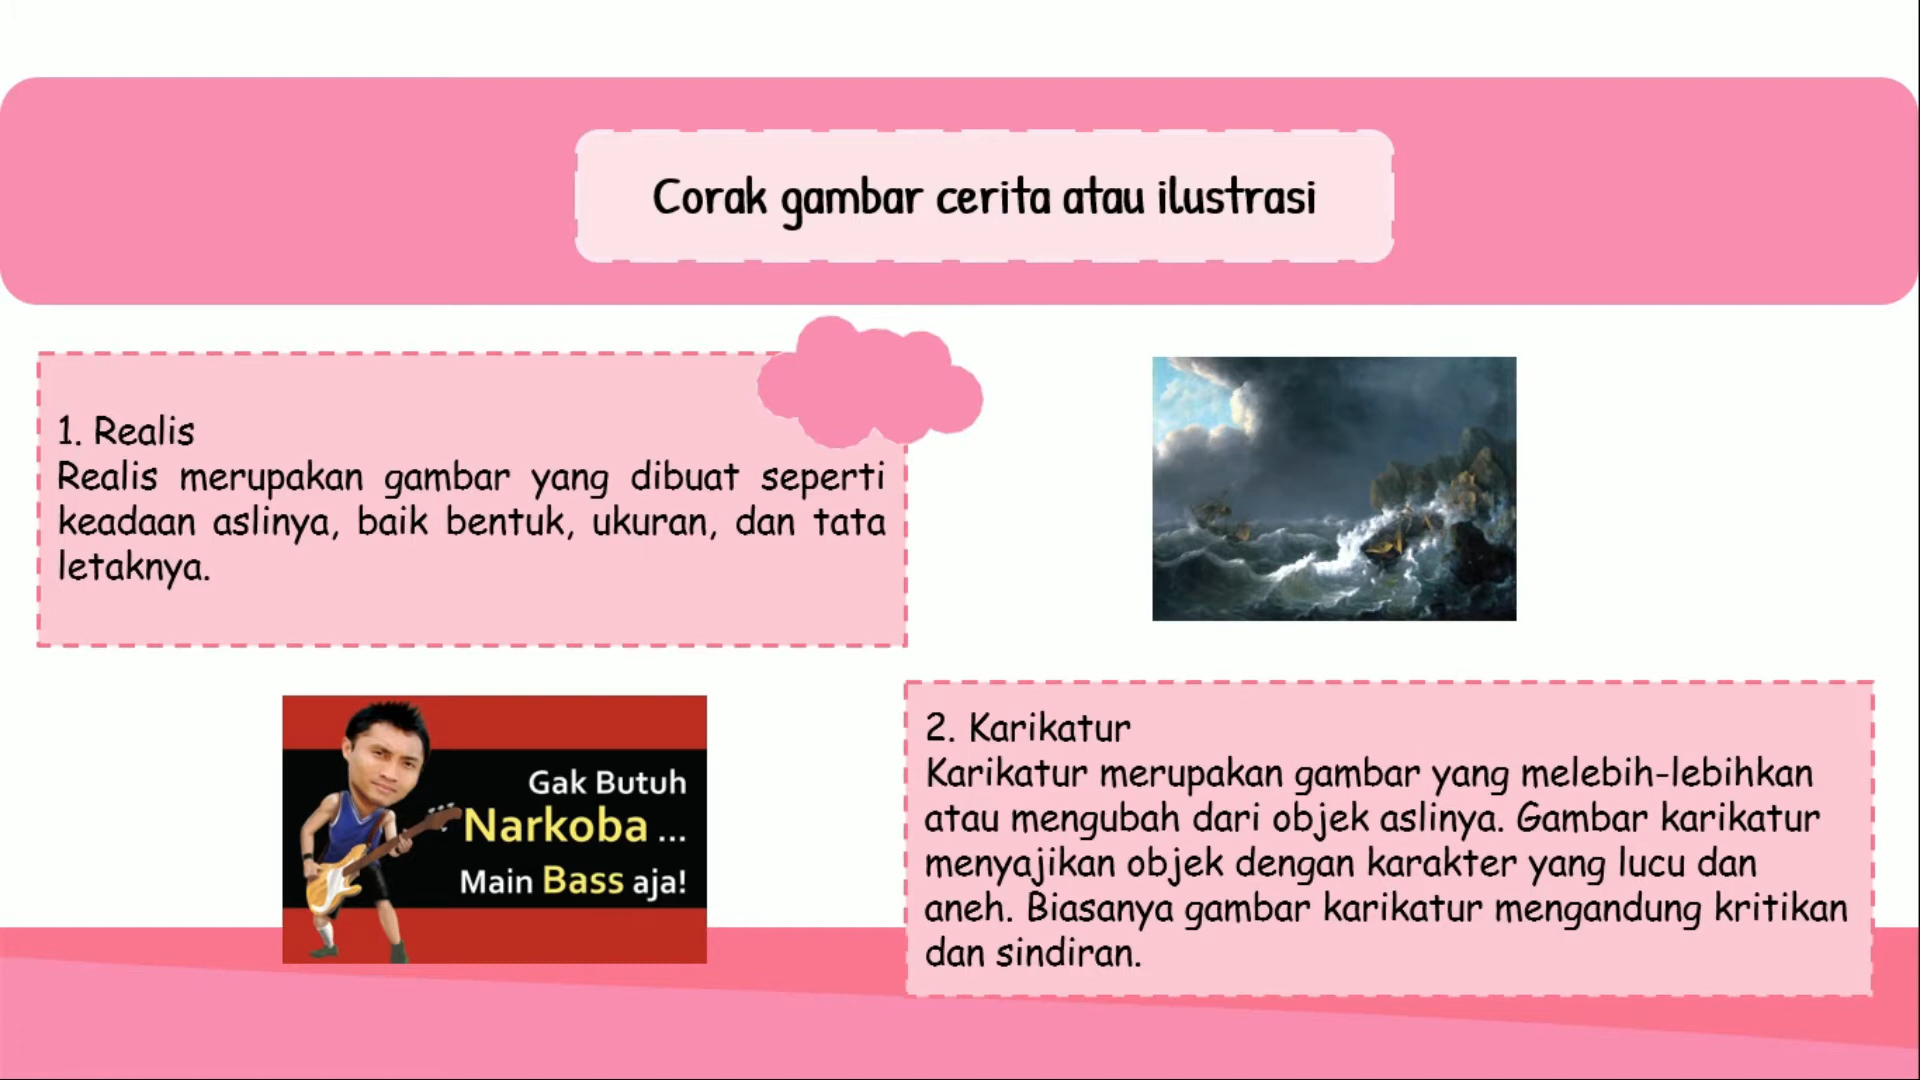 Corak gambar cerita atau ilustrasi
1. Realis
Realis merupakan gambar yang dibuat seperti
keadaan aslinya, baik bentuk, ukuran, dan tata
letaknya.
Gak Butuh
Narkoba ...
Main Bass aja!
2. Karikatur
Karikatur merupakan gambar yang melebih-lebihkan
atau mengubah dari objek aslinya. Gambar karikatur
menyajikan objek dengan karakter yang lucu dan
aneh. Biasanya gambar karikatur mengandung kritikan
dan sindiran.